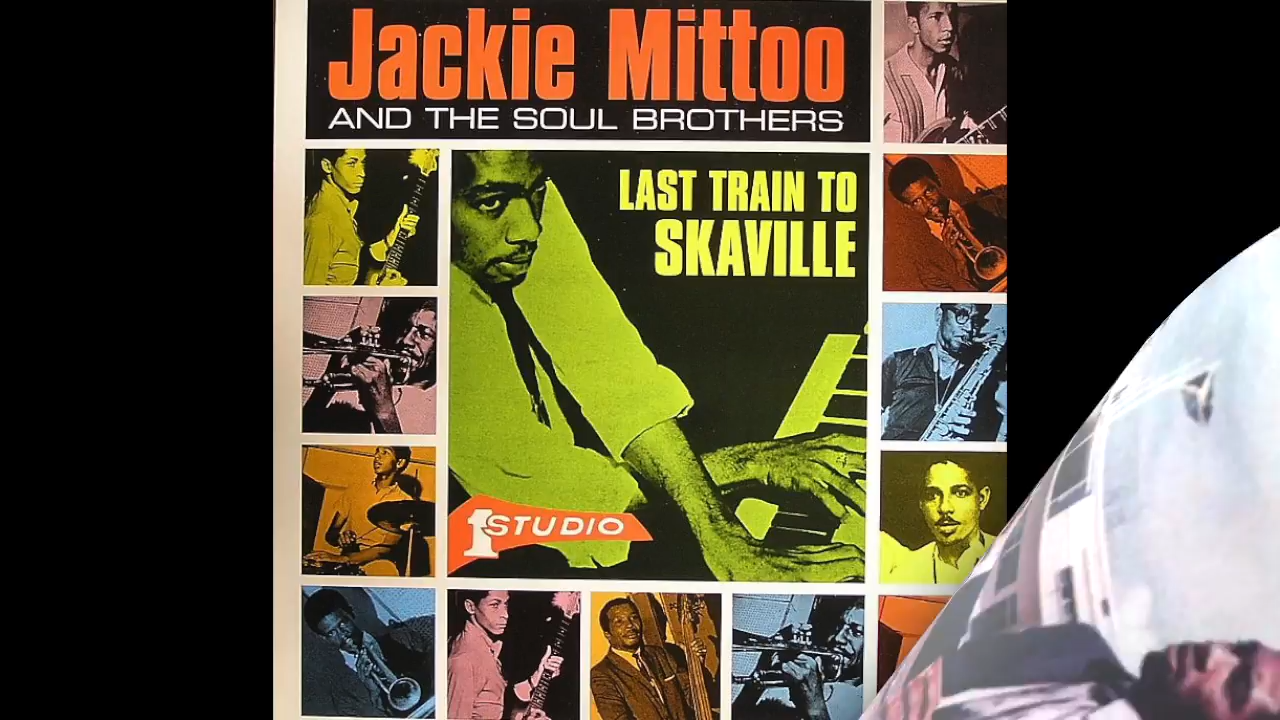 Jackie Mittoo
AND THE SOUL BROTHERS
LAST TRAIN TO
SKAVILLE
1 STUDIO